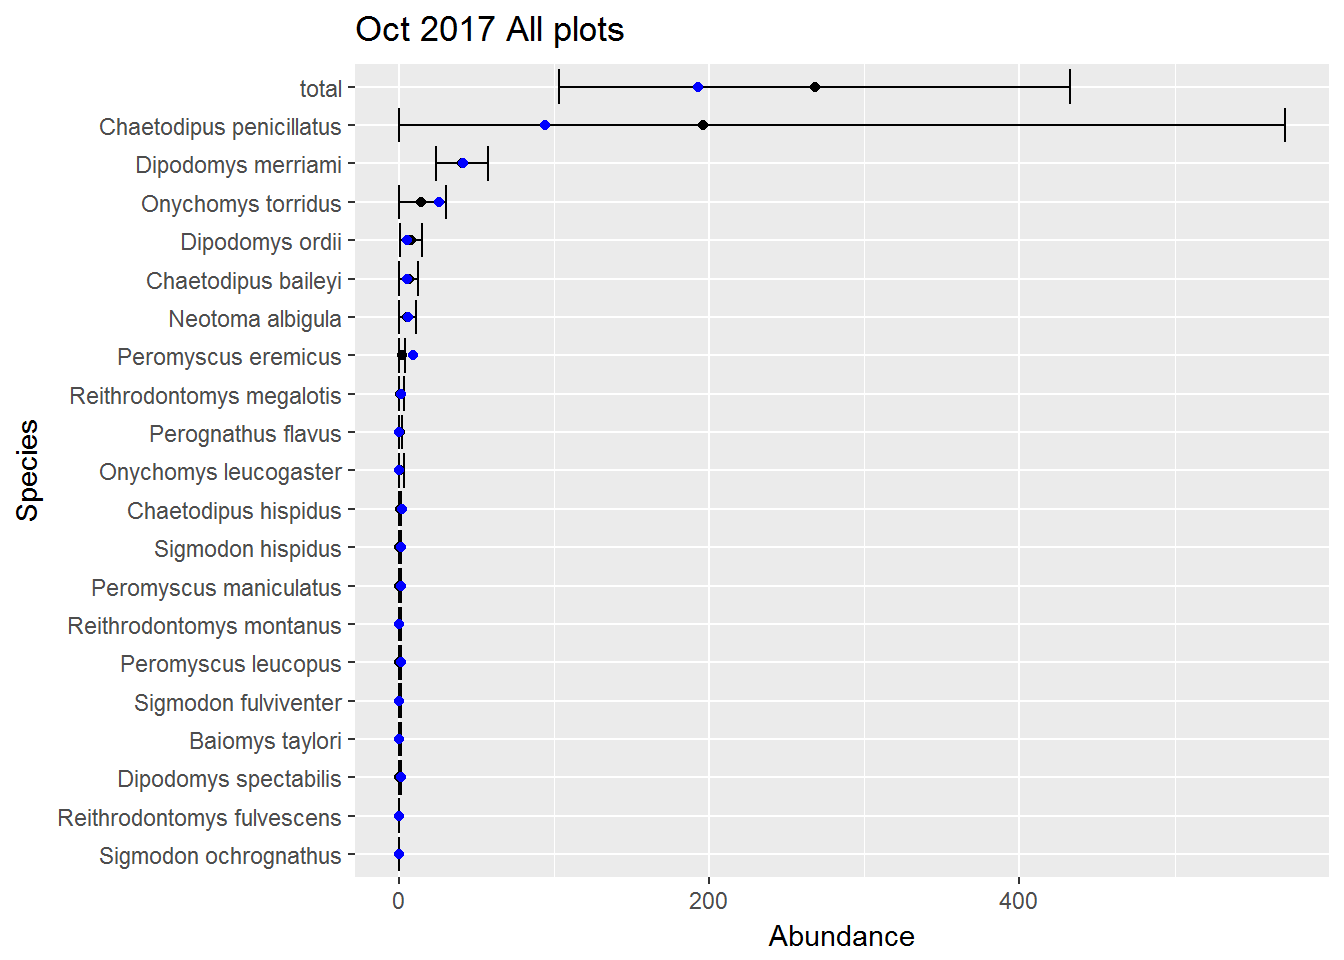 Oct 2017 All plots
total
Chaetodipus penicillatus
Dipodomys merriami
Onychomys torridus
Dipodomys ordii
Chaetodipus baileyi
Neotoma albigula
Peromyscus eremicus
Reithrodontomys megalotis
Perognathus flavus
Onychomys leucogaster
Chaetodipus hispidus
Sigmodon hispidus
Peromyscus maniculatus
Reithrodontomys montanus
Peromyscus leucopus
Sigmodon fulviventer
Baiomys taylori
Dipodomys spectabilis
Reithrodontomys fulvescens
Sigmodon ochrognathus
Species
0 200 400
Abundance